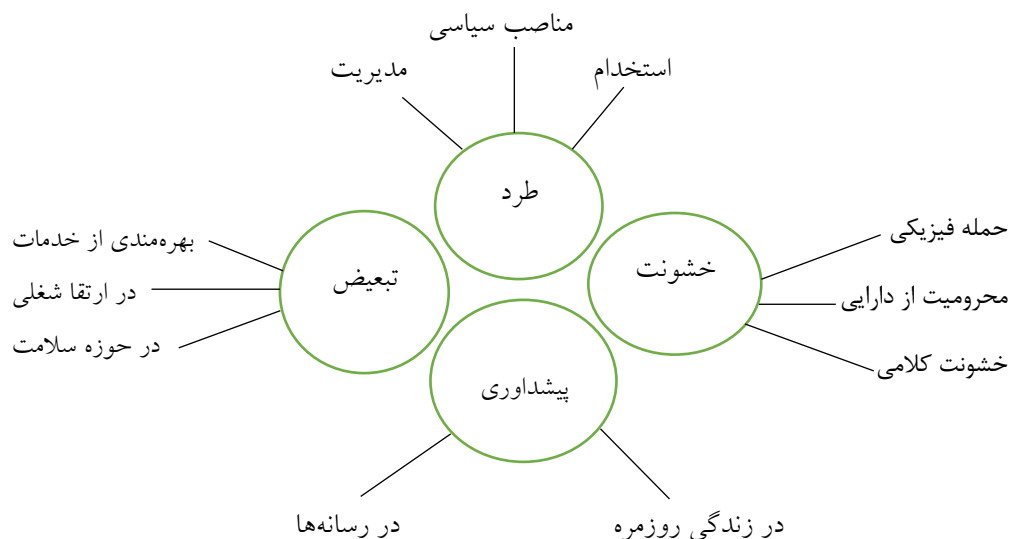 مناصب سیاسی
استخدام
مدیریت
طرد
خشونت
حمله فیزیکی
محرومیت از دارایی
خشونت کلامی
تبعیض
بهره‌مندی از خدمات
در ارتقا شغلی
در حوزه سلامت
پیشداوری
در زندگی روزمره
در رسانه‌ها